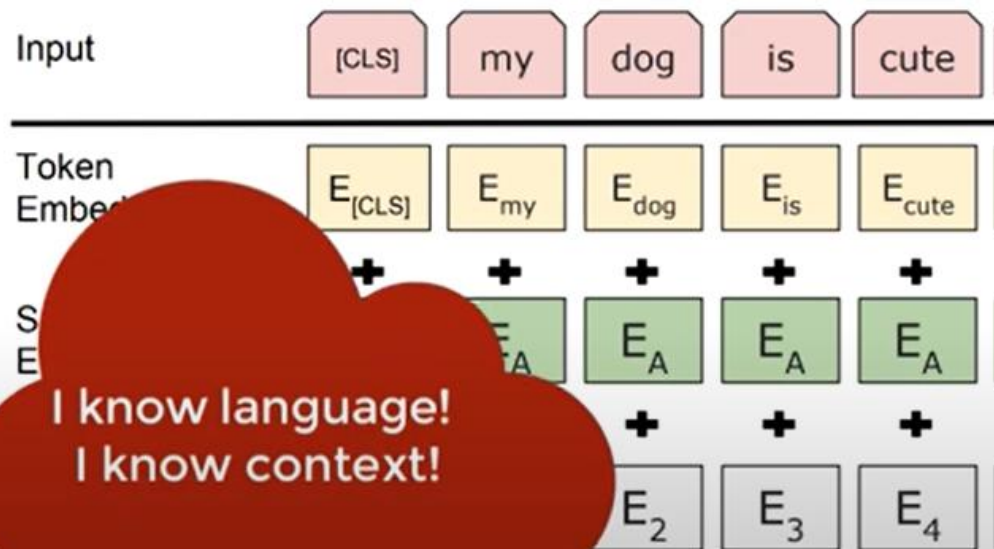 Input [CLS] my dog is cute
Token
E[CLS] Emy Edog Eis Ecute
+ + + + +
EA EA EA EA
I know language!
+ + +
I know context!
E2 E3 E4